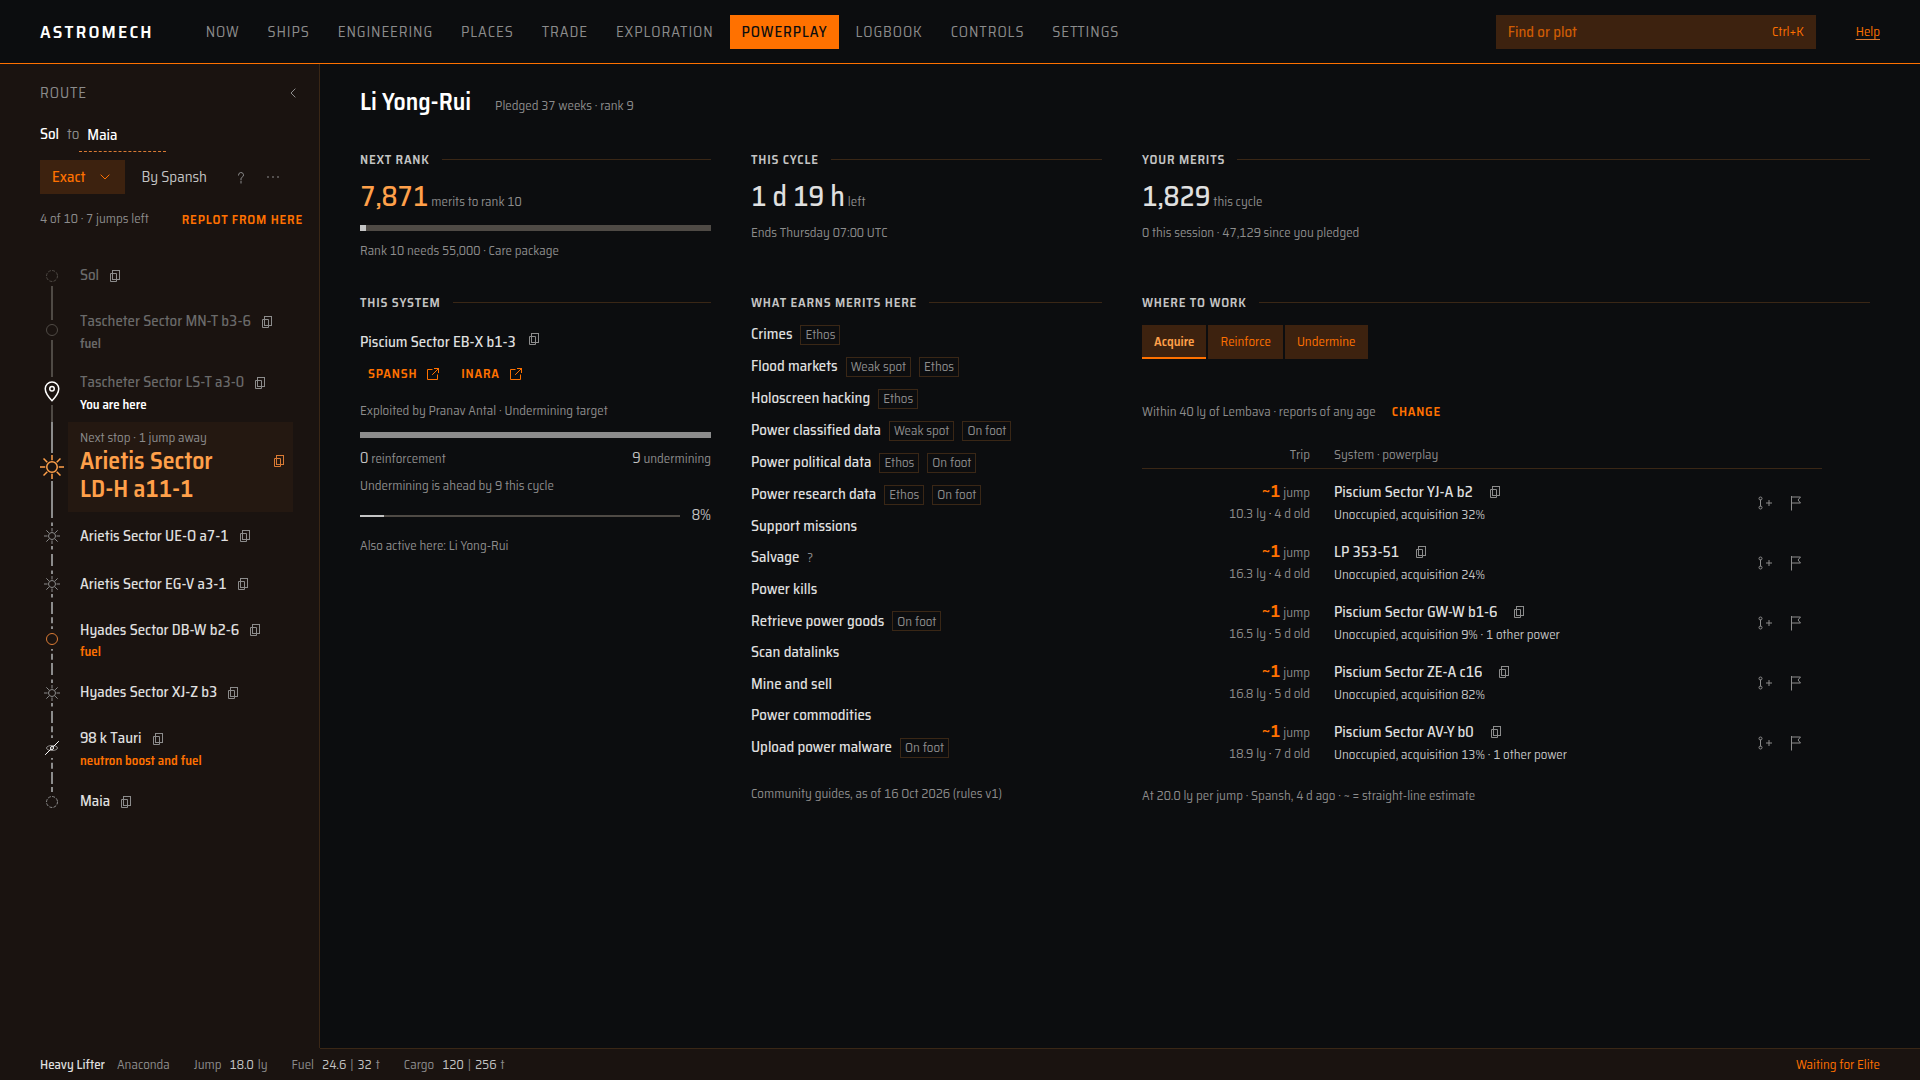 ASTROMECH
NOW SHIPS ENGINEERING PLACES TRADE EXPLORATION POWERPLAY LOGBOOK CONTROLS SETTINGS
Find or plot Ctrl+K
Help
ROUTE
Sol to Maia
Exact By Spansh ? ···
4 of 10 · 7 jumps left REPLOT FROM HERE
Sol
Tascheter Sector MN-T b3-6
fuel
Tascheter Sector LS-T a3-0
You are here
Next stop · 1 jump away
Arietis Sector
LD-H a11-1
Arietis Sector UE-O a7-1
Arietis Sector EG-V a3-1
Hyades Sector DB-W b2-6
fuel
Hyades Sector XJ-Z b3
98 k Tauri
neutron boost and fuel
Maia
Li Yong-Rui Pledged 37 weeks · rank 9
NEXT RANK
7,871 merits to rank 10
Rank 10 needs 55,000 · Care package
THIS CYCLE
1 d 19 h left
Ends Thursday 07:00 UTC
YOUR MERITS
1,829 this cycle
0 this session · 47,129 since you pledged
THIS SYSTEM
Piscium Sector EB-X b1-3
SPANSH INARA
Exploited by Pranav Antal · Undermining target
0 reinforcement 9 undermining
Undermining is ahead by 9 this cycle
8%
Also active here: Li Yong-Rui
WHAT EARNS MERITS HERE
Crimes Ethos
Flood markets Weak spot Ethos
Holoscreen hacking Ethos
Power classified data Weak spot On foot
Power political data Ethos On foot
Power research data Ethos On foot
Support missions
Salvage ?
Power kills
Retrieve power goods On foot
Scan datalinks
Mine and sell
Power commodities
Upload power malware On foot
Community guides, as of 16 Oct 2026 (rules v1)
WHERE TO WORK
Acquire Reinforce Undermine
Within 40 ly of Lembava · reports of any age CHANGE
Trip System · powerplay
~1 jump Piscium Sector YJ-A b2
10.3 ly · 4 d old Unoccupied, acquisition 32%
~1 jump LP 353-51
16.3 ly · 4 d old Unoccupied, acquisition 24%
~1 jump Piscium Sector GW-W b1-6
16.5 ly · 5 d old Unoccupied, acquisition 9% · 1 other power
~1 jump Piscium Sector ZE-A c16
16.8 ly · 5 d old Unoccupied, acquisition 82%
~1 jump Piscium Sector AV-Y b0
18.9 ly · 7 d old Unoccupied, acquisition 13% · 1 other power
At 20.0 ly per jump · Spansh, 4 d ago · ~ = straight-line estimate
Heavy Lifter Anaconda Jump 18.0 ly Fuel 24.6 | 32 t Cargo 120 | 256 t
Waiting for Elite